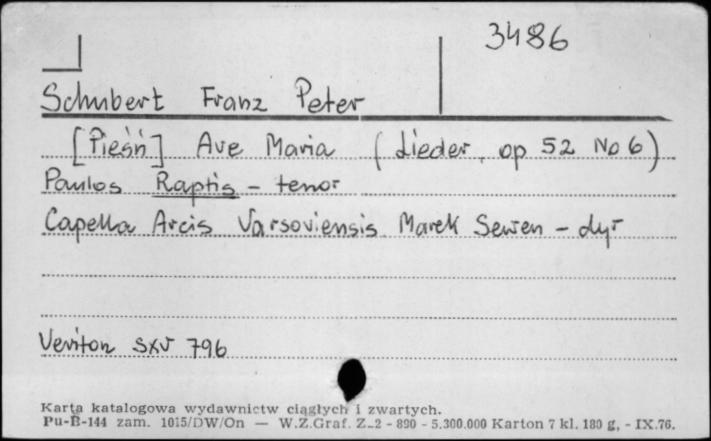 3486
Schubert Franz Peter
[Pieśń] Ave Maria (Lieder, op 52 No 6)
Paulos Raptis - tenor
Capella Arcis Varsoviensis Marek Sewen - dyr
Veriton SXV 796
Karta katalogowa wydawnictw ciągłych i zwartych.
Pu-B-144 zam. 1015/DW/On — W.Z.Graf. Z-2 - 890 - 5.300.000 Karton 7 kl. 180 g, - IX.76.